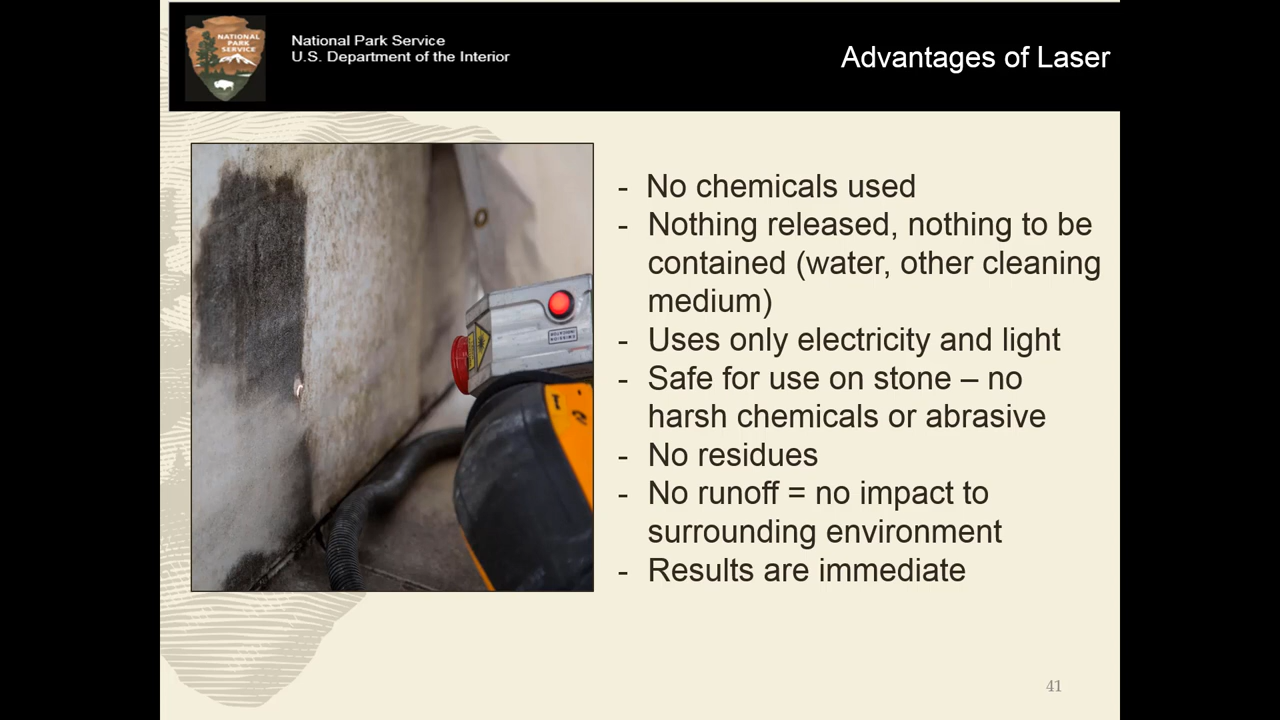 NATIONAL
PARK
SERVICE
National Park Service
U.S. Department of the Interior
Advantages of Laser
- No chemicals used
- Nothing released, nothing to be
contained (water, other cleaning
medium)
- Uses only electricity and light
- Safe for use on stone – no
harsh chemicals or abrasive
- No residues
- No runoff = no impact to
surrounding environment
- Results are immediate
41